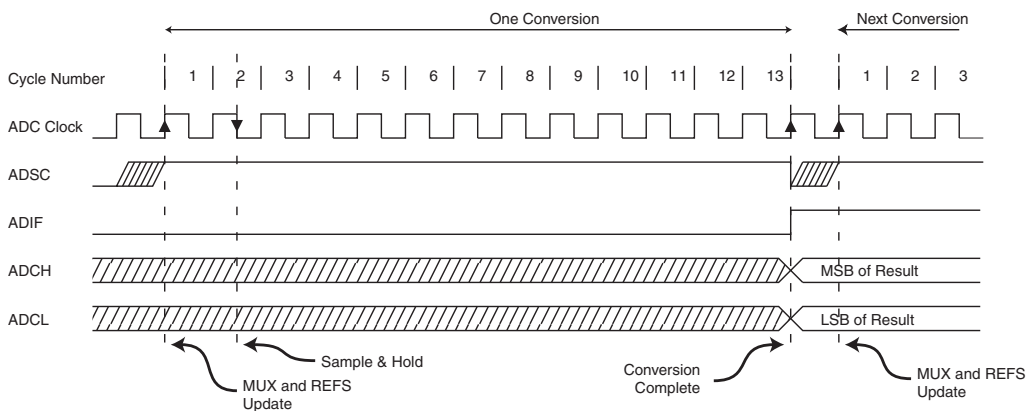 One Conversion Next Conversion
Cycle Number 1 2 3 4 5 6 7 8 9 10 11 12 13 1 2 3
ADC Clock
ADSC
ADIF
ADCH MSB of Result
ADCL LSB of Result
Sample & Hold
MUX and REFS
Update
Conversion
Complete
MUX and REFS
Update